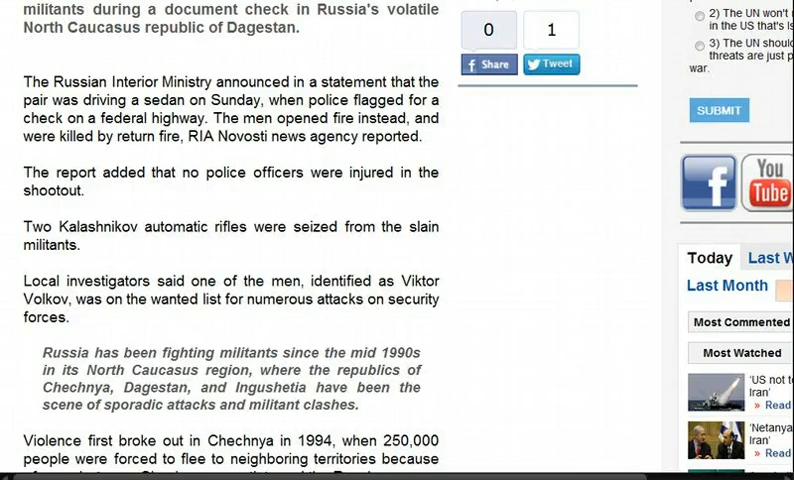 militants during a document check in Russia's volatile
North Caucasus republic of Dagestan.
The Russian Interior Ministry announced in a statement that the
pair was driving a sedan on Sunday, when police flagged for a
check on a federal highway. The men opened fire instead, and
were killed by return fire, RIA Novosti news agency reported.
The report added that no police officers were injured in the
shootout.
Two Kalashnikov automatic rifles were seized from the slain
militants.
Local investigators said one of the men, identified as Viktor
Volkov, was on the wanted list for numerous attacks on security
forces.
Russia has been fighting militants since the mid 1990s
in its North Caucasus region, where the republics of
Chechnya, Dagestan, and Ingushetia have been the
scene of sporadic attacks and militant clashes.
Violence first broke out in Chechnya in 1994, when 250,000
people were forced to flee to neighboring territories because
0 1
Share Tweet
2) The UN won't
in the US that's
3) The UN should
threats are just
war.
SUBMIT
You
Tube
Today Last
Last Month
Most Commented
Most Watched
'US not
Iran'
» Read
'Netanya
Iran'
» Read